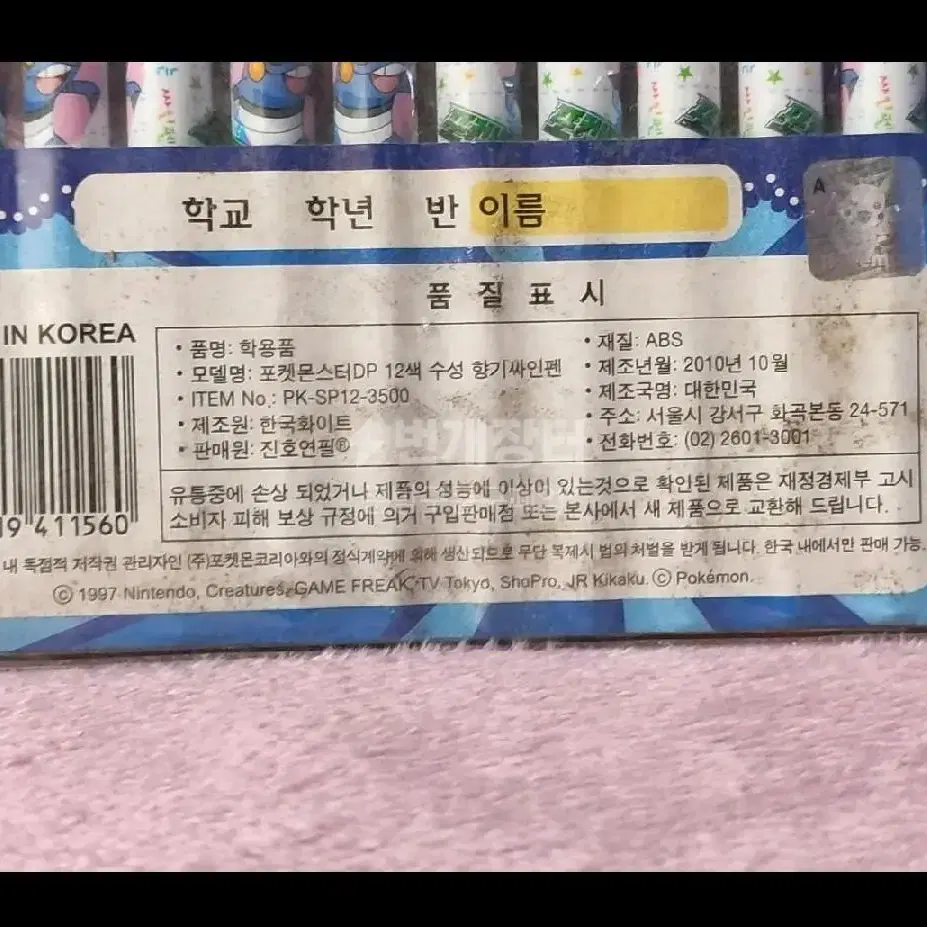 학교 학년 반 이름
A
품 질 표 시
IN KOREA
• 품명: 학용품
• 모델명: 포켓몬스터DP 12색 수성 향기싸인펜
• ITEM No.: PK-SP12-3500
• 제조원: 한국화이트
• 판매원: 진호연필®
• 재질: ABS
• 제조년월: 2010년 10월
• 제조국명: 대한민국
• 주소: 서울시 강서구 화곡본동 24-571
• 전화번호: (02) 2601-3001
번개장터
유통중에 손상 되었거나 제품의 성능에 이상이 있는것으로 확인된 제품은 재정경제부 고시
소비자 피해 보상 규정에 의거 구입판매점 또는 본사에서 새 제품으로 교환해 드립니다.
9 411560
내 독점적 저작권 관리자인 (주)포켓몬코리아와의 정식계약에 의해 생산되므로 무단 복제시 법의 처벌을 받게 됩니다. 한국 내에서만 판매 가능.
© 1997 Nintendo, Creatures, GAME FREAK, TV Tokyo, ShoPro, JR Kikaku. © Pokémon.